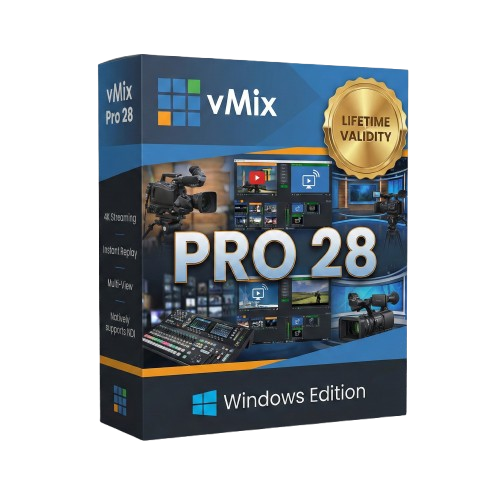 vMix
Pro 28
4K Streaming
Instant Replay
Multi-View
Natively
supports NDI
vMix
LIFETIME
VALIDITY
PRO 28
Windows Edition